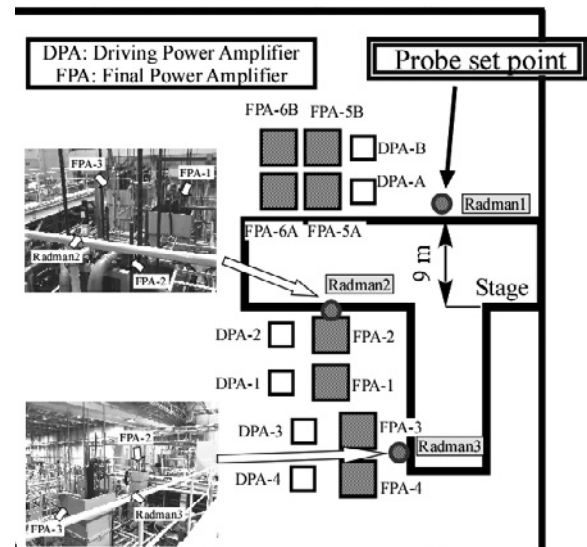 DPA: Driving Power Amplifier
FPA: Final Power Amplifier
Probe set point
FPA-6B FPA-5B
DPA-B
DPA-A
Radman1
FPA-6A FPA-5A
FPA-3
FPA-1
Radman2
FPA-2
9 m
Stage
Radman2
DPA-2
FPA-2
DPA-1
FPA-1
DPA-3
FPA-3
Radman3
DPA-4
FPA-4
FPA-2
Radman3
FPA-3